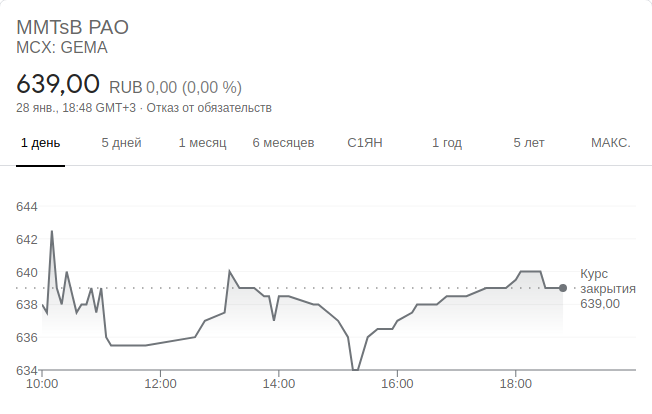 MMTsB PAO
MCX: GEMA
639,00 RUB 0,00 (0,00 %)
28 янв., 18:48 GMT+3 · Отказ от обязательств
1 день 5 дней 1 месяц 6 месяцев С1ЯН 1 год 5 лет МАКС.
644
642
640
638
636
634
Курс
закрытия
639,00
10:00 12:00 14:00 16:00 18:00